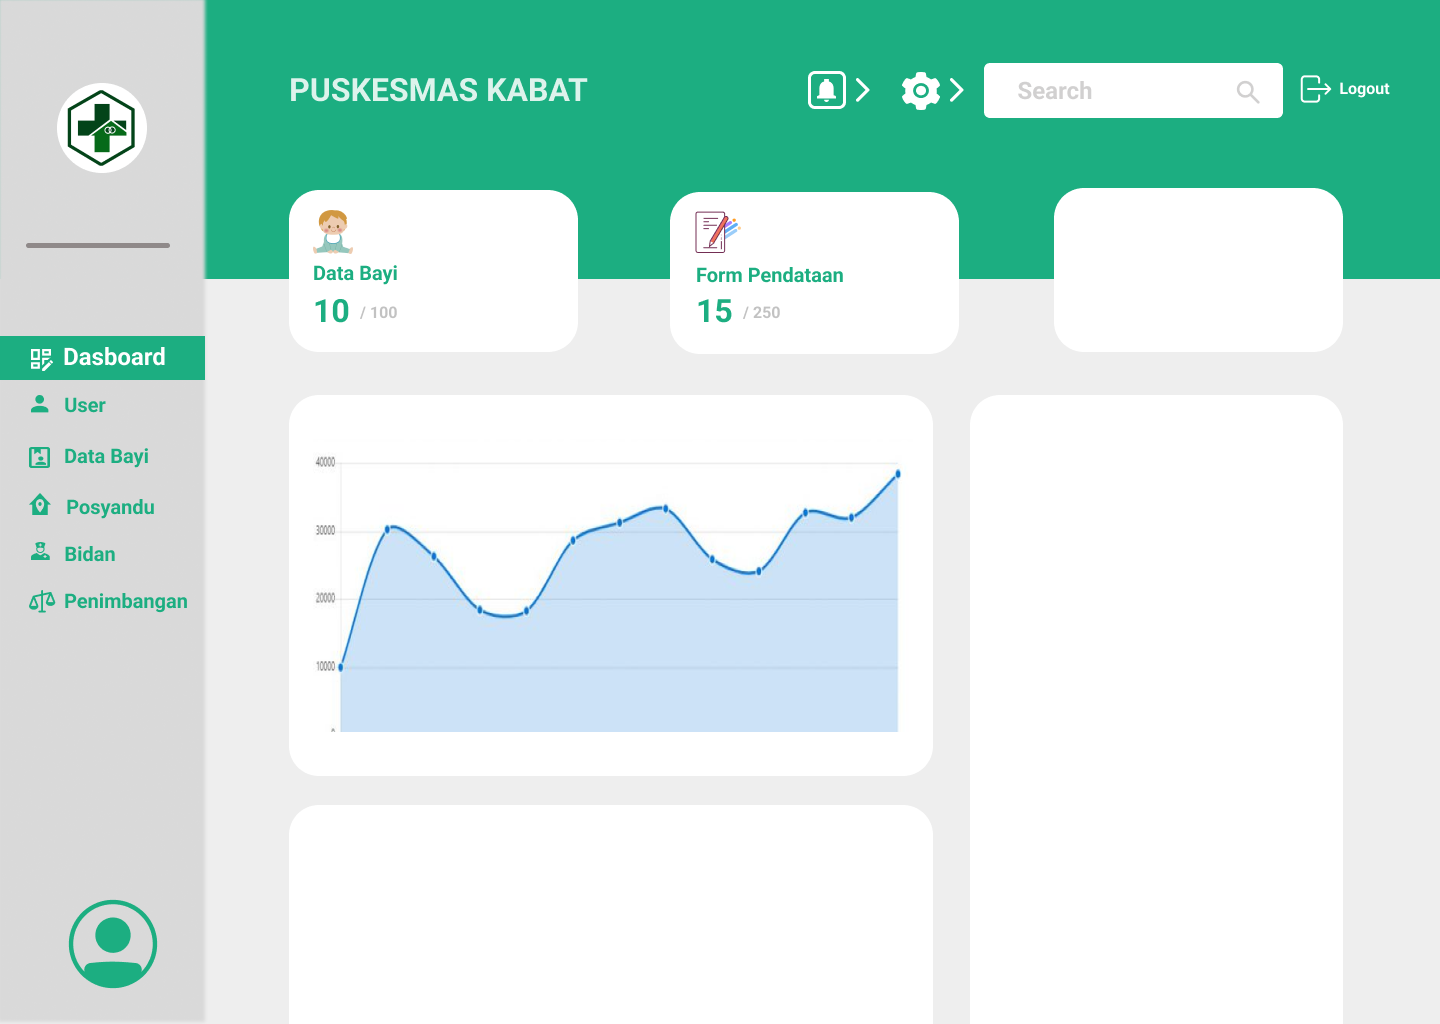 PUSKESMAS KABAT
Search
Logout
Data Bayi
10 / 100
Form Pendataan
15 / 250
Dasboard
User
Data Bayi
Posyandu
Bidan
Penimbangan
40000
30000
20000
10000